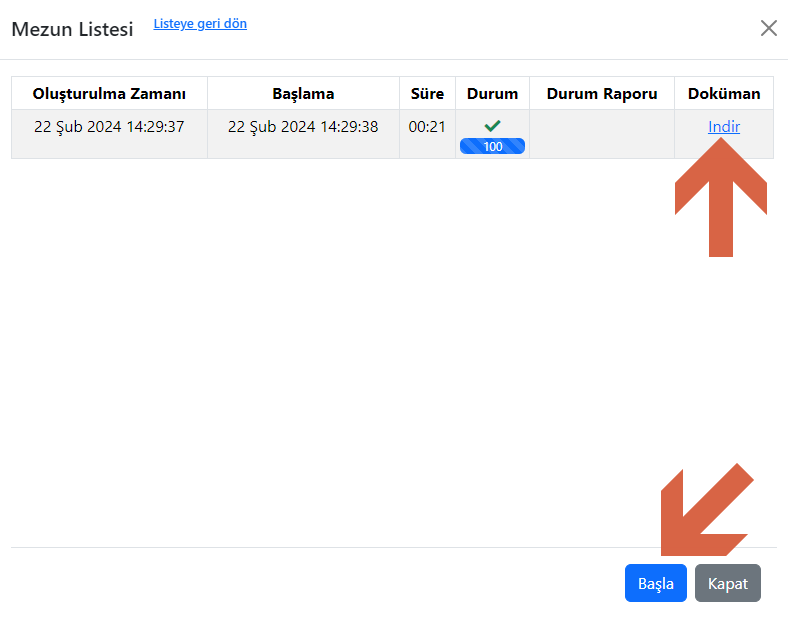 Mezun Listesi Listeye geri dön
Oluşturulma Zamanı Başlama Süre Durum Durum Raporu Doküman
22 Şub 2024 14:29:37 22 Şub 2024 14:29:38 00:21 Indir
100
Başla Kapat